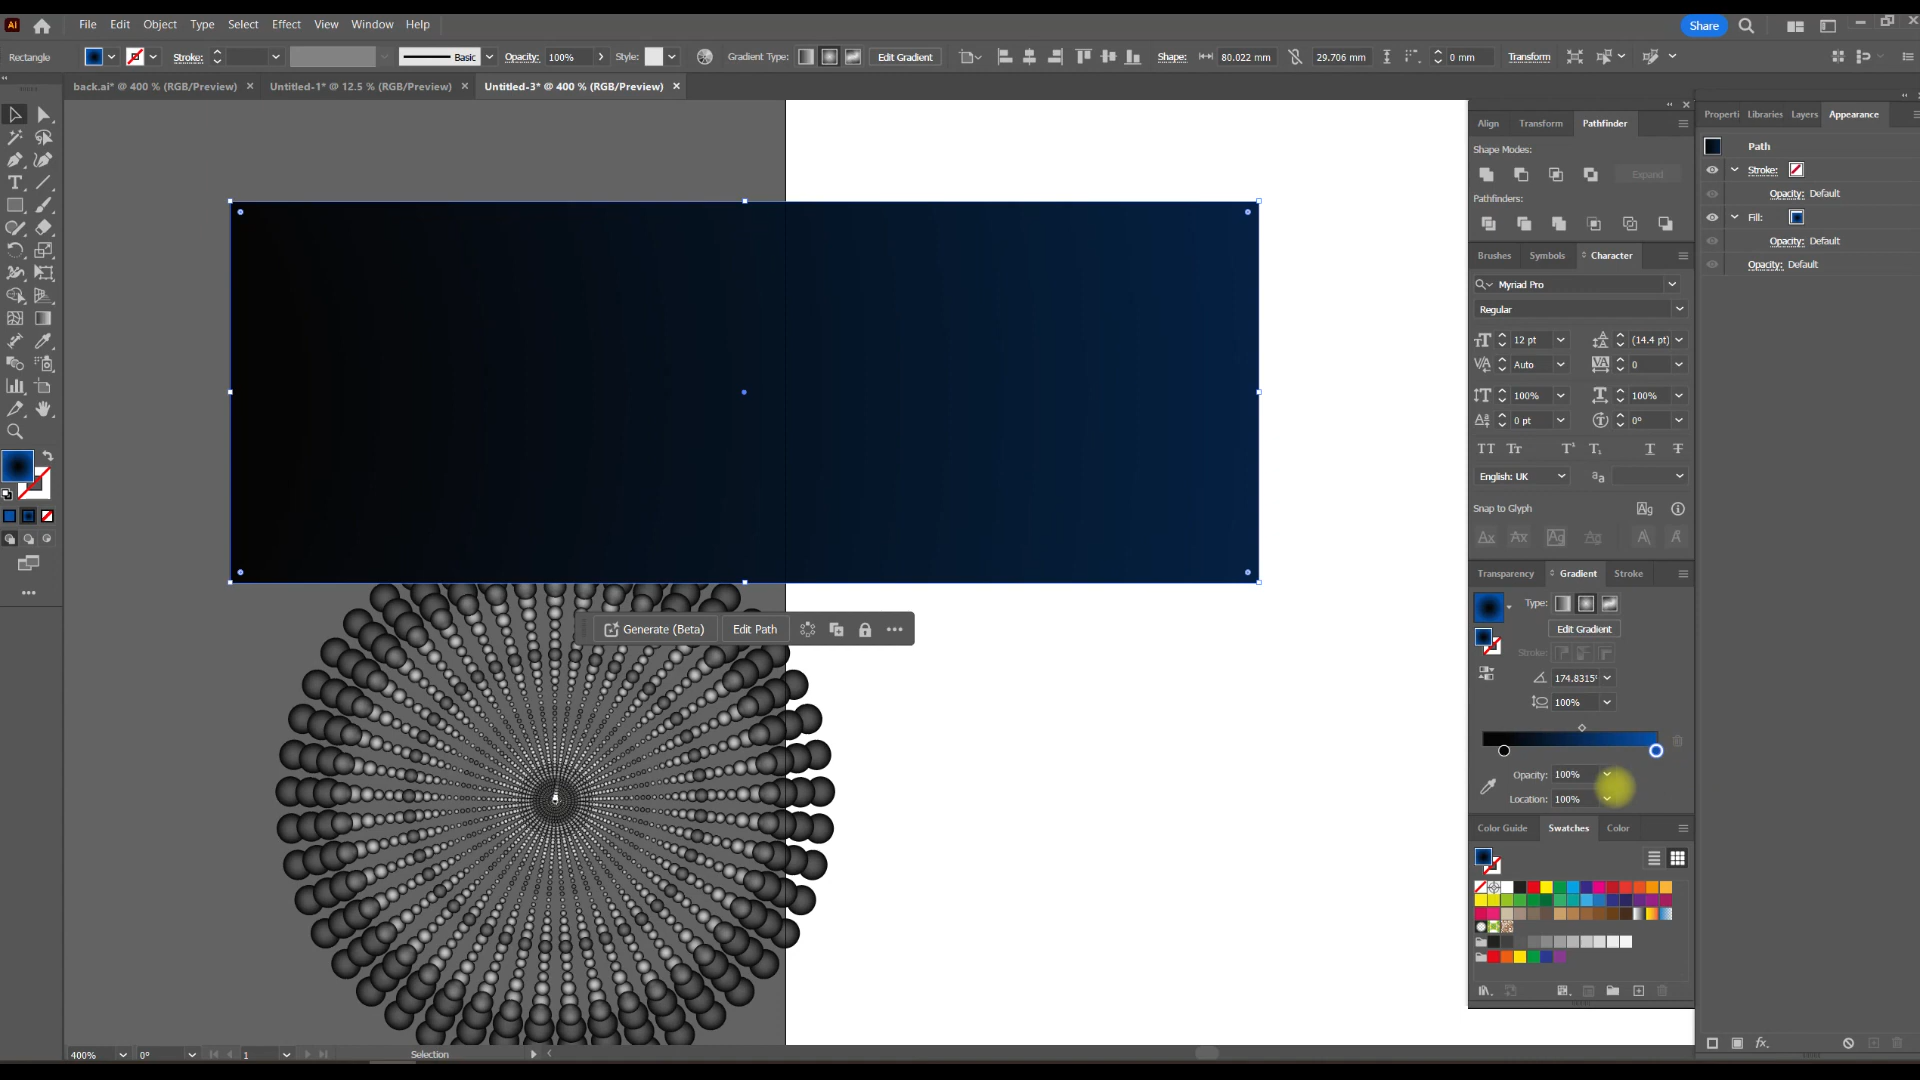 Ai File Edit Object Type Select Effect View Window Help Share
Rectangle Stroke: Basic Opacity: 100% Style: Gradient Type: Edit Gradient Shape: 80.022 mm 29.706 mm 0 mm Transform
back.ai* @ 400 % (RGB/Preview) × Untitled-1* @ 12.5 % (RGB/Preview) × Untitled-3* @ 400 % (RGB/Preview) ×
Align Transform Pathfinder
Shape Modes:
Expand
Pathfinders:
Brushes Symbols Character
Myriad Pro
Regular
12 pt (14.4 pt)
Auto 0
100% 100%
0 pt 0°
English: UK
Snap to Glyph
Transparency Gradient Stroke
Type:
Edit Gradient
Stroke:
174.8315°
100%
Opacity: 100%
Location: 100%
Color Guide Swatches Color
Properti Libraries Layers Appearance
Path
Stroke:
Opacity: Default
Fill:
Opacity: Default
Opacity: Default
fx.
Generate (Beta) Edit Path
400% 0° 1 Selection